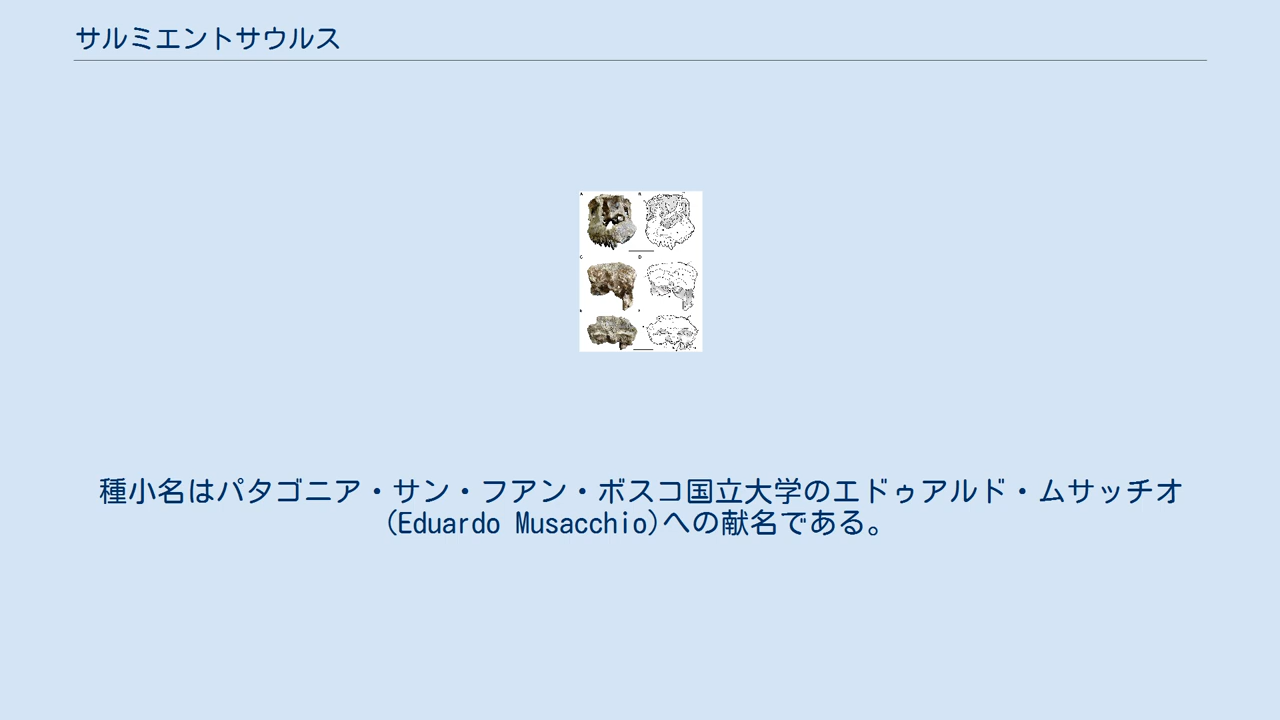 サルミエントサウルス
A
B
C
D
E
F
種小名はパタゴニア・サン・フアン・ボスコ国立大学のエドゥアルド・ムサッチオ
(Eduardo Musacchio)への献名である。